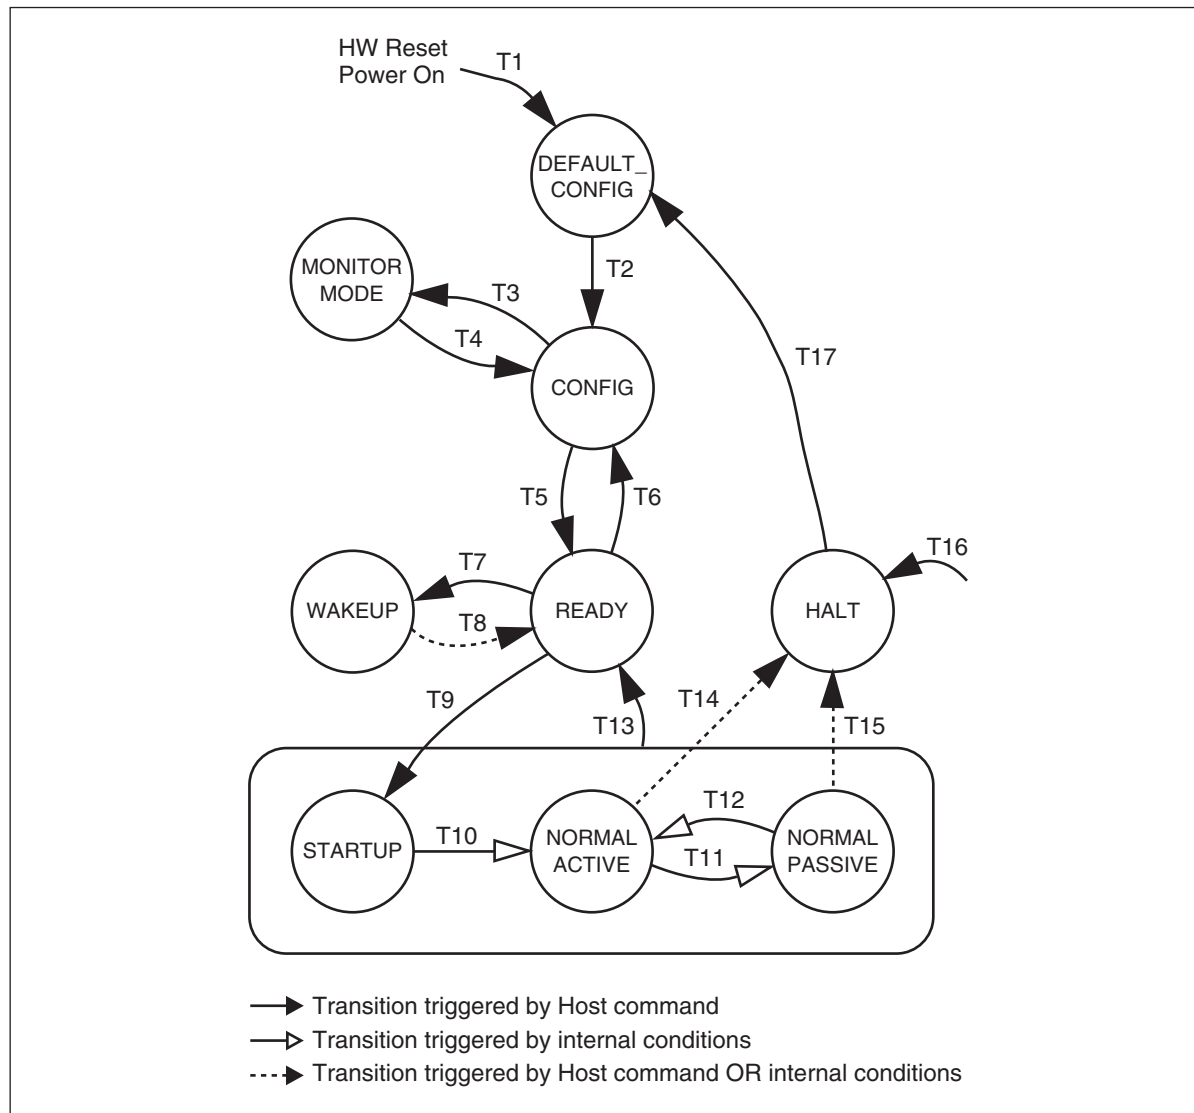 HW Reset
Power On
T1
DEFAULT_
CONFIG
T2
MONITOR
MODE
T3
T4
CONFIG
T17
T5
T6
T16
T7
WAKEUP
T8
READY
HALT
T9
T13
T14
T15
STARTUP
T10
NORMAL
ACTIVE
T12
T11
NORMAL
PASSIVE
Transition triggered by Host command
Transition triggered by internal conditions
Transition triggered by Host command OR internal conditions